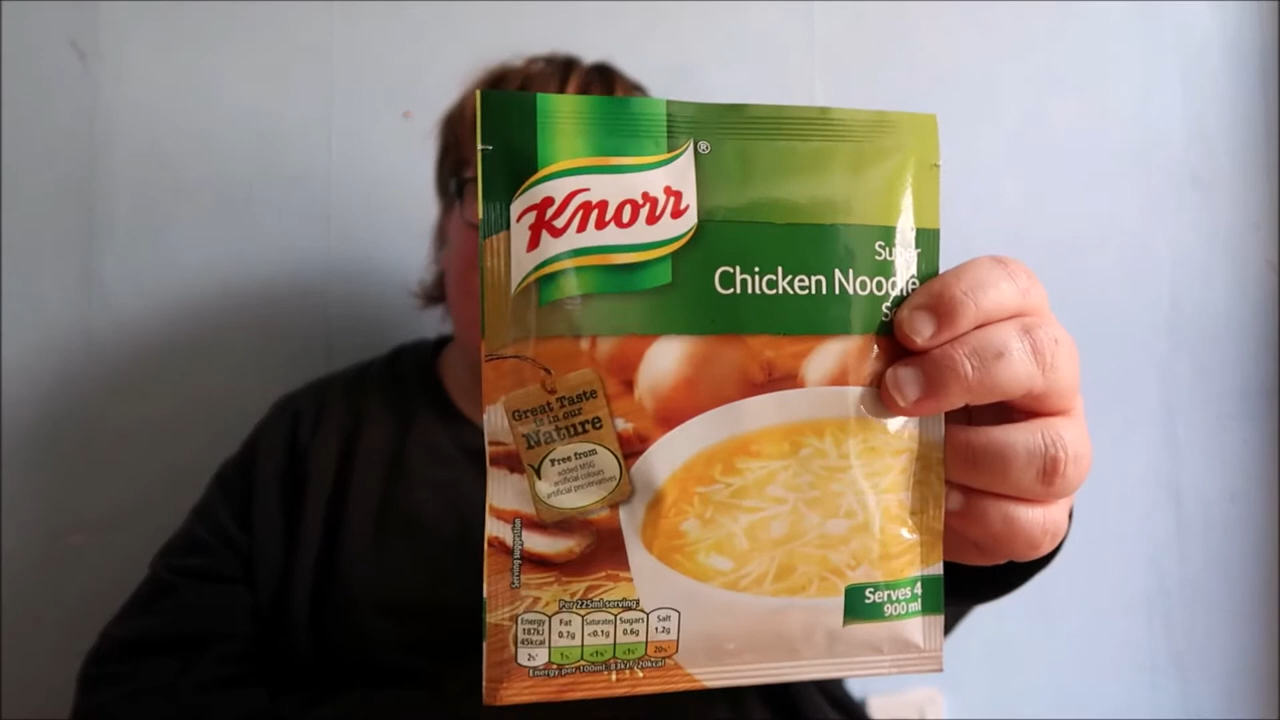 Knorr®
Super
Chicken Noodle
Great Taste
is in our
Nature
Free from
added MSG
artificial colours
artificial preservatives
Serving suggestion
Serves 4
900 ml
Per 225ml serving:
Energy 187kJ 45kcal 2%*
Fat 0.7g 1%*
Saturates <0.1g <1%*
Sugars 0.6g <1%*
Salt 1.2g 20%*
Energy per 100ml: 83kJ/20kcal